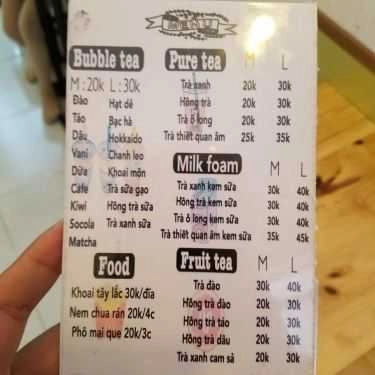 MENU
Bubble tea
M : 20k L : 30k
Đào Hạt dẻ
Táo Bạc hà
Dâu Hokkaido
Vani Chanh leo
Dừa Khoai môn
Cafe Trà sữa gạo
Kiwi Hồng trà sữa
Socola Trà xanh sữa
Matcha
Food
Khoai tây lắc 30k/đĩa
Nem chua rán 20k/4c
Phô mai que 20k/3c
Pure tea M L
Trà xanh 20k 30k
Hồng trà 20k 30k
Trà ô long 20k 30k
Trà thiết quan âm 25k 35k
Milk foam M L
Trà xanh kem sữa 30k 40k
Hồng trà kem sữa 30k 40k
Trà ô long kem sữa 30k 40k
Trà thiết quan âm kem sữa 35k 45k
Fruit tea M L
Trà đào 30k 40k
Hồng trà đào 20k 30k
Hồng trà táo 20k 30k
Hồng trà dâu 20k 30k
Trà xanh cam sả 20k 30k